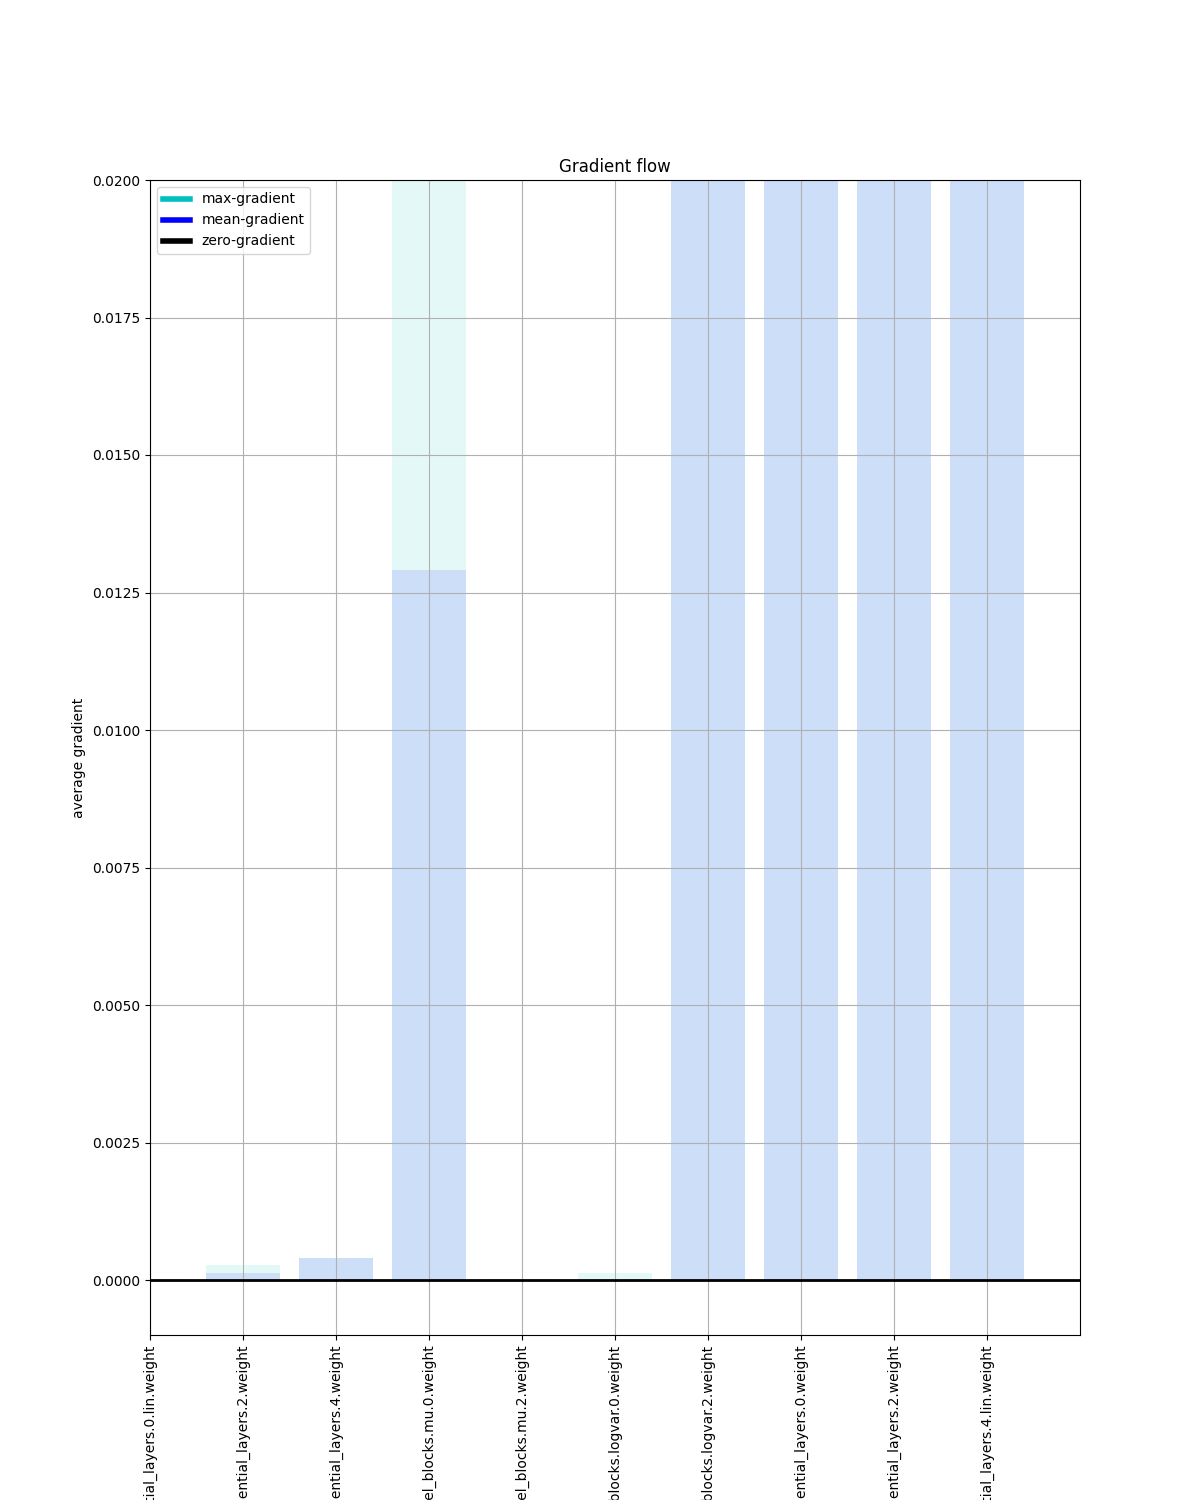 Gradient flow
max-gradient
mean-gradient
zero-gradient
0.0200
0.0175
0.0150
0.0125
0.0100
0.0075
0.0050
0.0025
0.0000
average gradient
tial_layers.0.lin.weight
ential_layers.2.weight
ential_layers.4.weight
el_blocks.mu.0.weight
el_blocks.mu.2.weight
blocks.logvar.0.weight
blocks.logvar.2.weight
ential_layers.0.weight
ential_layers.2.weight
tial_layers.4.lin.weight